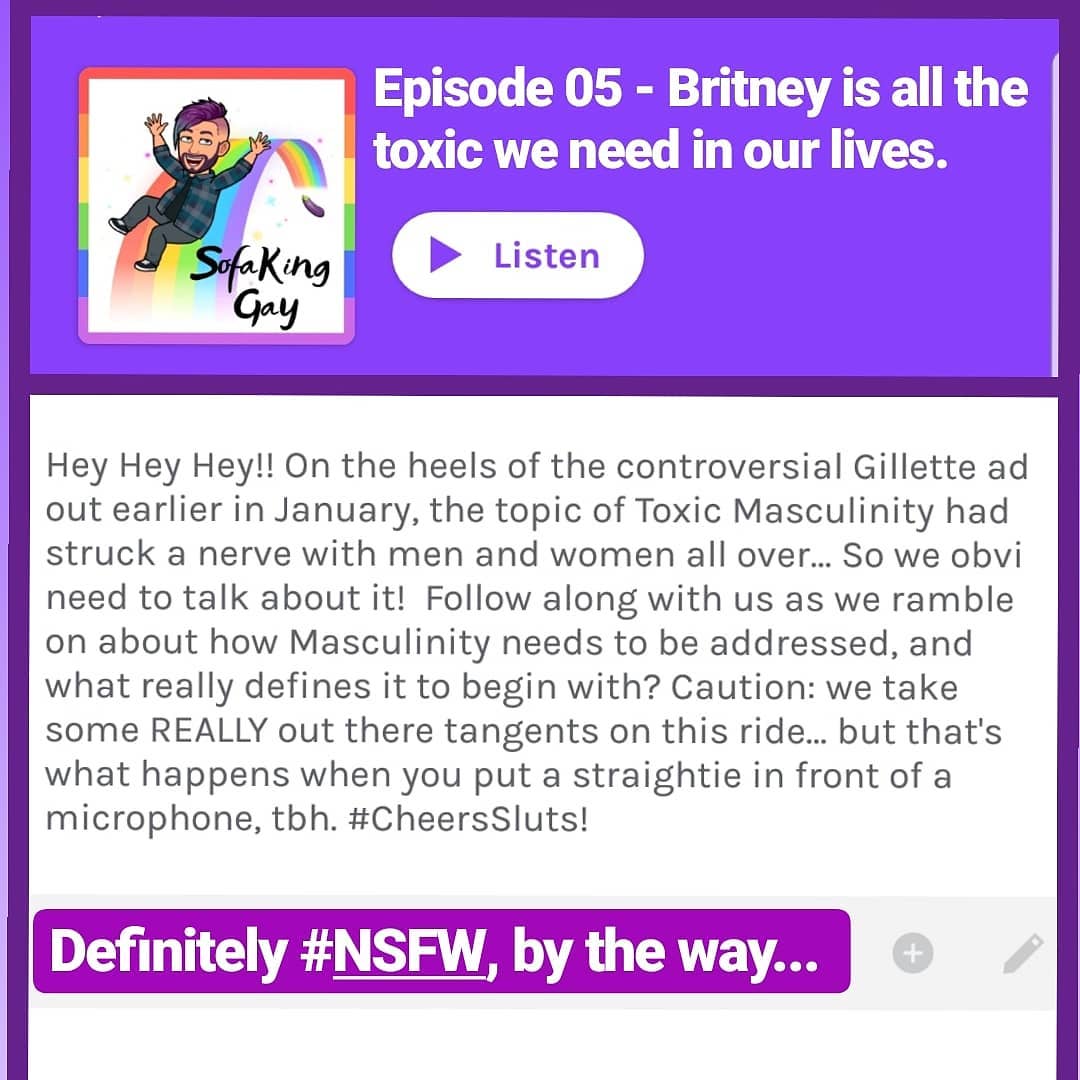 Episode 05 - Britney is all the
toxic we need in our lives.
SofaKing
Gay
Listen
Hey Hey Hey!! On the heels of the controversial Gillette ad
out earlier in January, the topic of Toxic Masculinity had
struck a nerve with men and women all over... So we obvi
need to talk about it!  Follow along with us as we ramble
on about how Masculinity needs to be addressed, and
what really defines it to begin with? Caution: we take
some REALLY out there tangents on this ride... but that's
what happens when you put a straightie in front of a
microphone, tbh. #CheersSluts!
Definitely #NSFW, by the way...